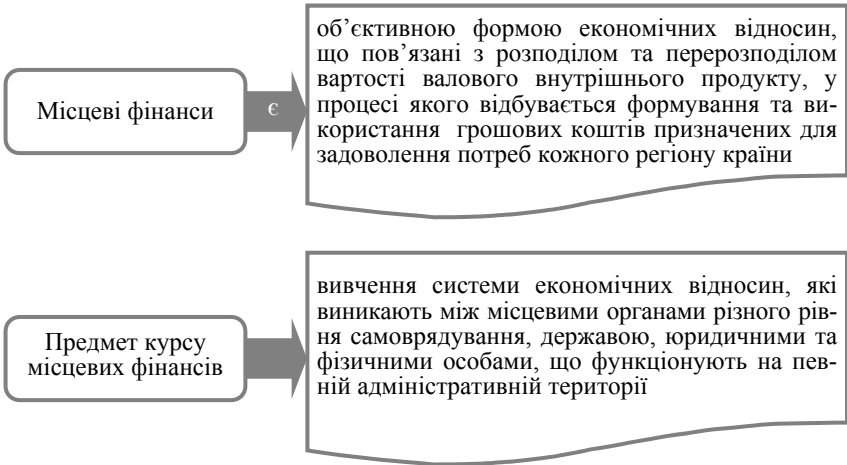 об’єктивною формою економічних відносин,
що пов’язані з розподілом та перерозподілом
вартості валового внутрішнього продукту, у
процесі якого відбувається формування та ви-
користання грошових коштів призначених для
задоволення потреб кожного регіону країни
Місцеві фінанси
є
вивчення системи економічних відносин, які
виникають між місцевими органами різного рів-
ня самоврядування, державою, юридичними та
фізичними особами, що функціонують на пев-
ній адміністративній території
Предмет курсу
місцевих фінансів